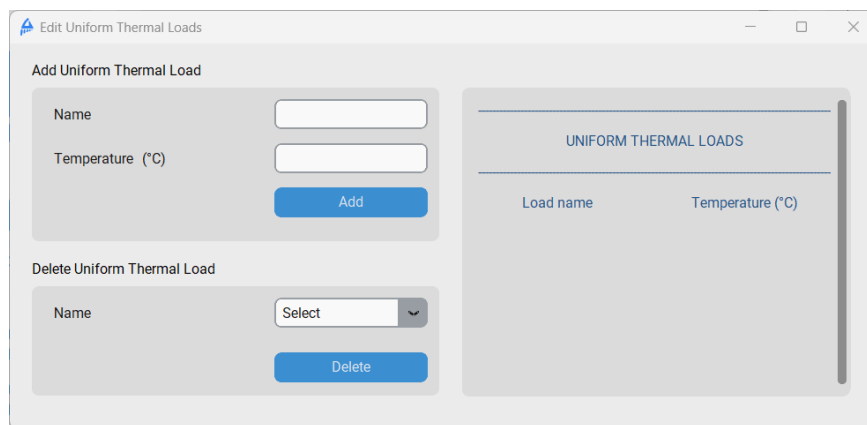 Edit Uniform Thermal Loads
Add Uniform Thermal Load
Name
Temperature (°C)
Add
Delete Uniform Thermal Load
Name
Select
Delete
UNIFORM THERMAL LOADS
Load name Temperature (°C)